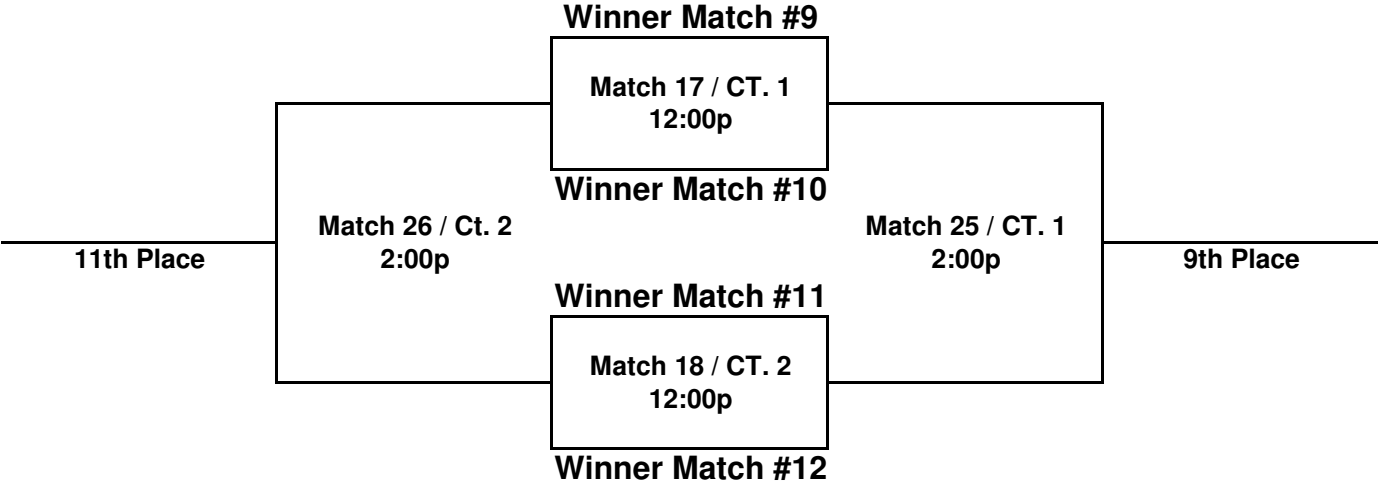 Winner Match #9
Match 17 / CT. 1
12:00p
Winner Match #10
Match 26 / Ct. 2
2:00p
Match 25 / CT. 1
2:00p
11th Place
9th Place
Winner Match #11
Match 18 / CT. 2
12:00p
Winner Match #12